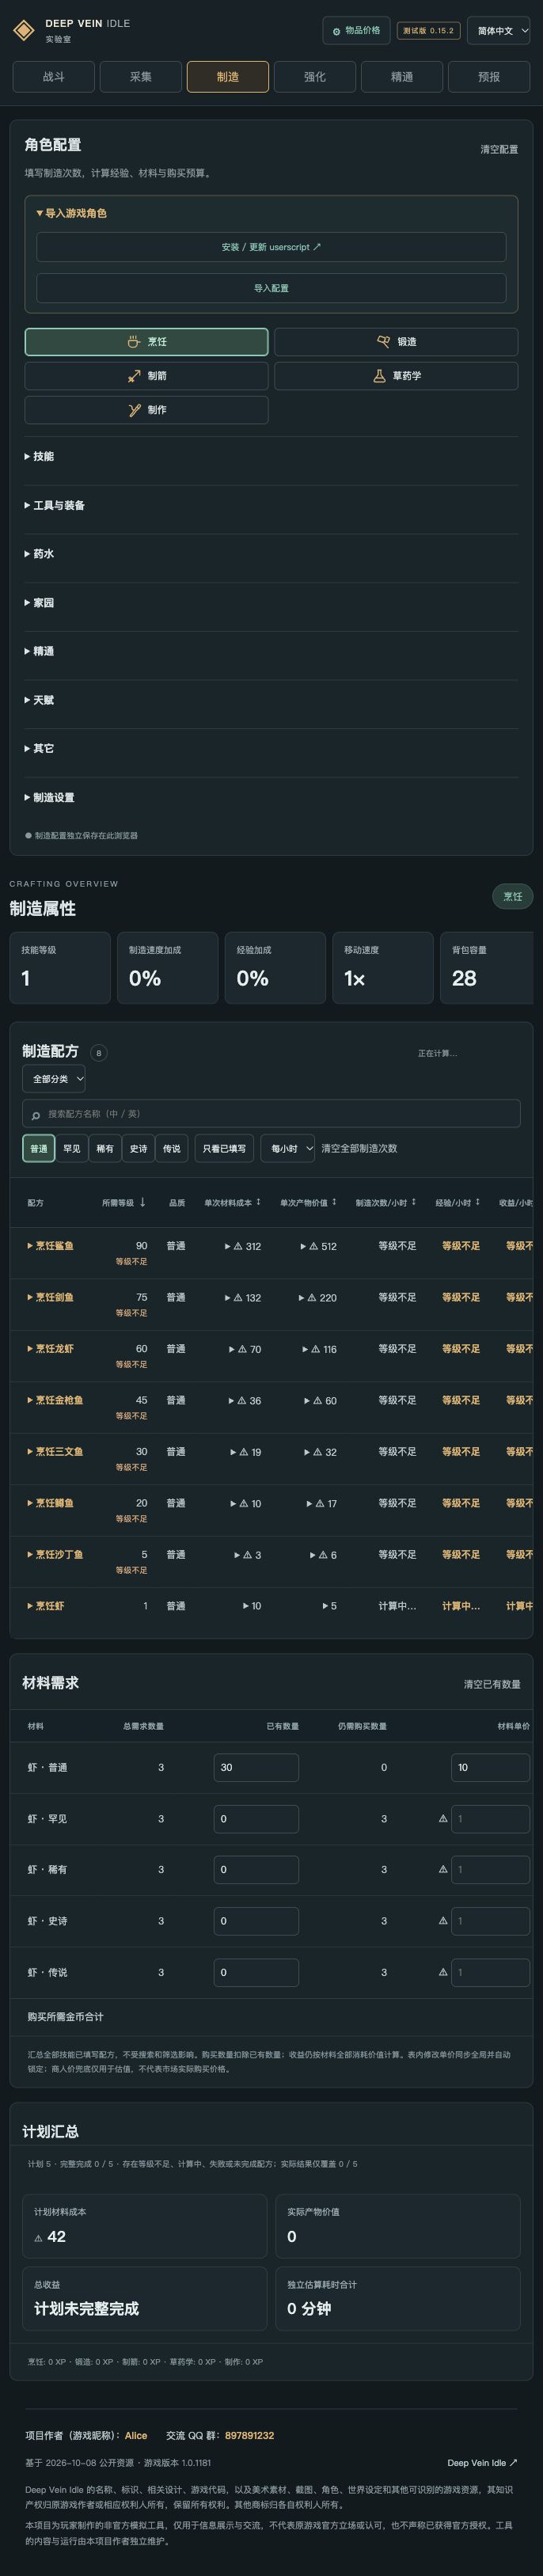 DEEP VEIN IDLE
实验室
物品价格
测试版 0.15.2
简体中文
战斗 采集 制造 强化 精通 预报
角色配置
清空配置
填写制造次数，计算经验、材料与购买预算。
▼导入游戏角色
安装 / 更新 userscript ↗
导入配置
烹饪 锻造
制箭 草药学
制作
▶ 技能
▶ 工具与装备
▶ 药水
▶ 家园
▶ 精通
▶ 天赋
▶ 其它
▶ 制造设置
制造配置独立保存在此浏览器
CRAFTING OVERVIEW
制造属性
烹饪
技能等级 制造速度加成 经验加成 移动速度 背包容量
1 0% 0% 1× 28
制造配方 8
正在计算…
全部分类
搜索配方名称（中 / 英）
普通 罕见 稀有 史诗 传说 只看已填写 每小时 清空全部制造次数
配方 所需等级 ↓ 品质 单次材料成本 ↕ 单次产物价值 ↕ 制造次数/小时 ↕ 经验/小时 ↕ 收益/小时
▶ 烹饪鲨鱼 90 普通 ▶ ⚠ 312 ▶ ⚠ 512 等级不足 等级不足 等级不
等级不足
▶ 烹饪剑鱼 75 普通 ▶ ⚠ 132 ▶ ⚠ 220 等级不足 等级不足 等级不
等级不足
▶ 烹饪龙虾 60 普通 ▶ ⚠ 70 ▶ ⚠ 116 等级不足 等级不足 等级不
等级不足
▶ 烹饪金枪鱼 45 普通 ▶ ⚠ 36 ▶ ⚠ 60 等级不足 等级不足 等级不
等级不足
▶ 烹饪三文鱼 30 普通 ▶ ⚠ 19 ▶ ⚠ 32 等级不足 等级不足 等级不
等级不足
▶ 烹饪鳟鱼 20 普通 ▶ ⚠ 10 ▶ ⚠ 17 等级不足 等级不足 等级不
等级不足
▶ 烹饪沙丁鱼 5 普通 ▶ ⚠ 3 ▶ ⚠ 6 等级不足 等级不足 等级不
等级不足
▶ 烹饪虾 1 普通 ▶ 10 ▶ 5 计算中… 计算中… 计算中
材料需求
清空已有数量
材料 总需求数量 已有数量 仍需购买数量 材料单价
虾 · 普通 3 30 0 10
虾 · 罕见 3 0 3 ⚠ 1
虾 · 稀有 3 0 3 ⚠ 1
虾 · 史诗 3 0 3 ⚠ 1
虾 · 传说 3 0 3 ⚠ 1
购买所需金币合计
汇总全部技能已填写配方，不受搜索和筛选影响。购买数量扣除已有数量；收益仍按材料全部消耗价值计算。表内修改单价同步全局并自动
锁定；商人价兜底仅用于估值，不代表市场实际购买价格。
计划汇总
计划 5 · 完整完成 0 / 5 · 存在等级不足、计算中、失败或未完成配方；实际结果仅覆盖 0 / 5
计划材料成本 实际产物价值
⚠ 42 0
总收益 独立估算耗时合计
计划未完整完成 0 分钟
烹饪: 0 XP · 锻造: 0 XP · 制箭: 0 XP · 草药学: 0 XP · 制作: 0 XP
项目作者（游戏昵称）：Alice 交流 QQ 群：897891232
基于 2026-10-08 公开资源 · 游戏版本 1.0.1181
Deep Vein Idle ↗
Deep Vein Idle 的名称、标识、相关设计、游戏代码，以及美术素材、截图、角色、世界设定和其他可识别的游戏资源，其知识
产权归原游戏作者或相应权利人所有，保留所有权利。其他商标归各自权利人所有。
本项目为玩家制作的非官方模拟工具，仅用于信息展示与交流，不代表原游戏官方立场或认可，也不声称已获得官方授权。工具
的内容与运行由本项目作者独立维护。